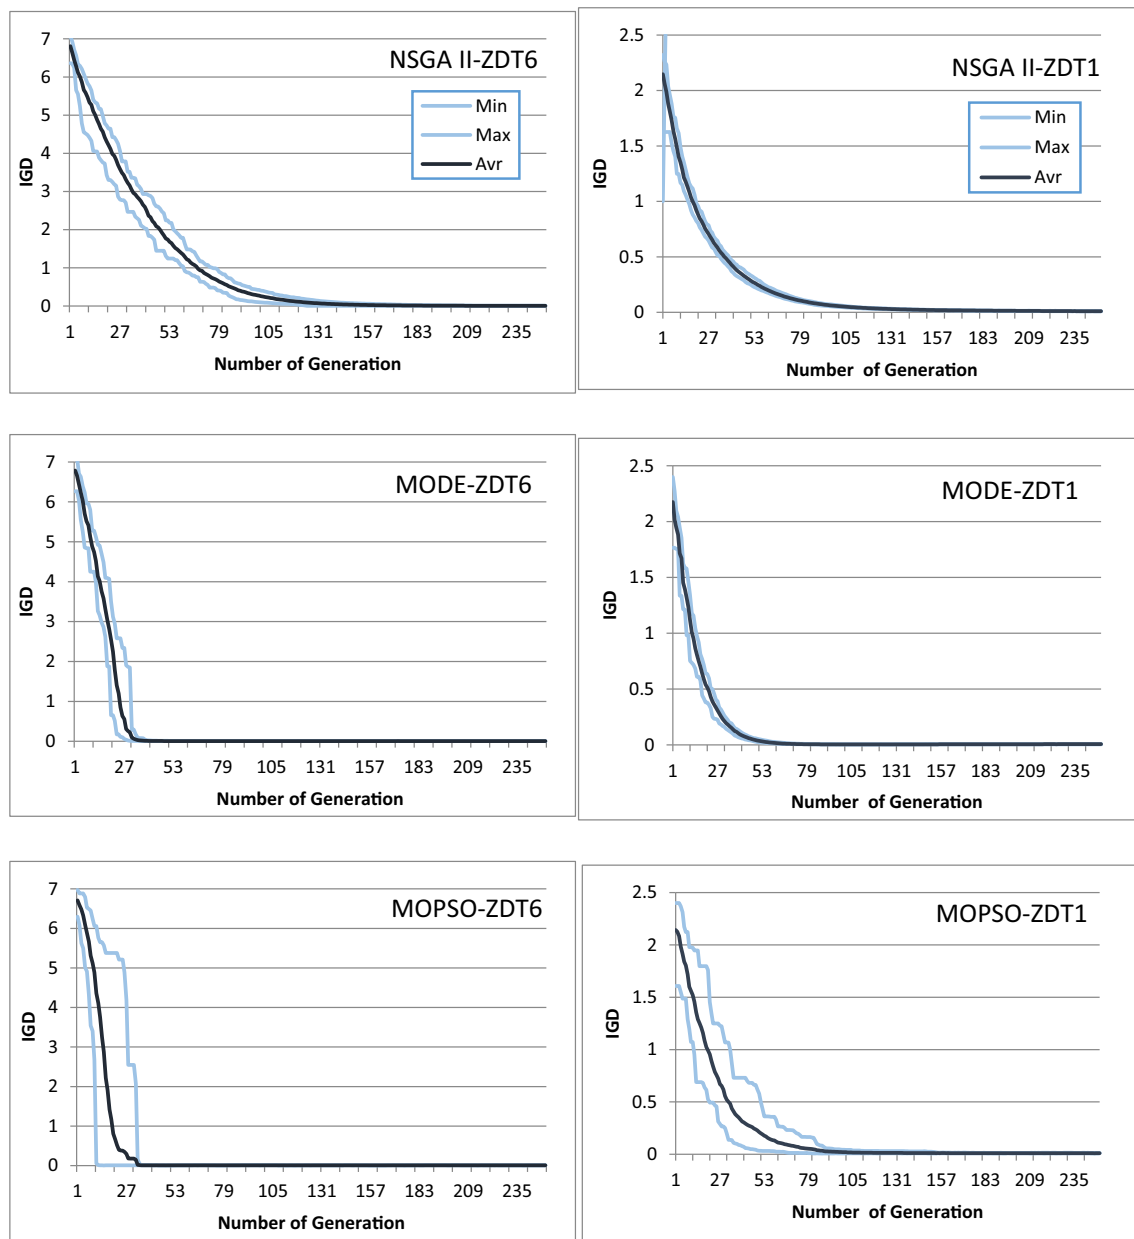 NSGA II-ZDT6
7
6
5
4
3
2
1
0
IGD
Min
Max
Avr
1 27 53 79 105 131 157 183 209 235
Number of Generation
NSGA II-ZDT1
2.5
2
1.5
1
0.5
0
IGD
Min
Max
Avr
1 27 53 79 105 131 157 183 209 235
Number of Generation
MODE-ZDT6
7
6
5
4
3
2
1
0
IGD
1 27 53 79 105 131 157 183 209 235
Number of Generation
MODE-ZDT1
2.5
2
1.5
1
0.5
0
IGD
1 27 53 79 105 131 157 183 209 235
Number of Generation
MOPSO-ZDT6
7
6
5
4
3
2
1
0
IGD
1 27 53 79 105 131 157 183 209 235
Number of Generation
MOPSO-ZDT1
2.5
2
1.5
1
0.5
0
IGD
1 27 53 79 105 131 157 183 209 235
Number of Generation